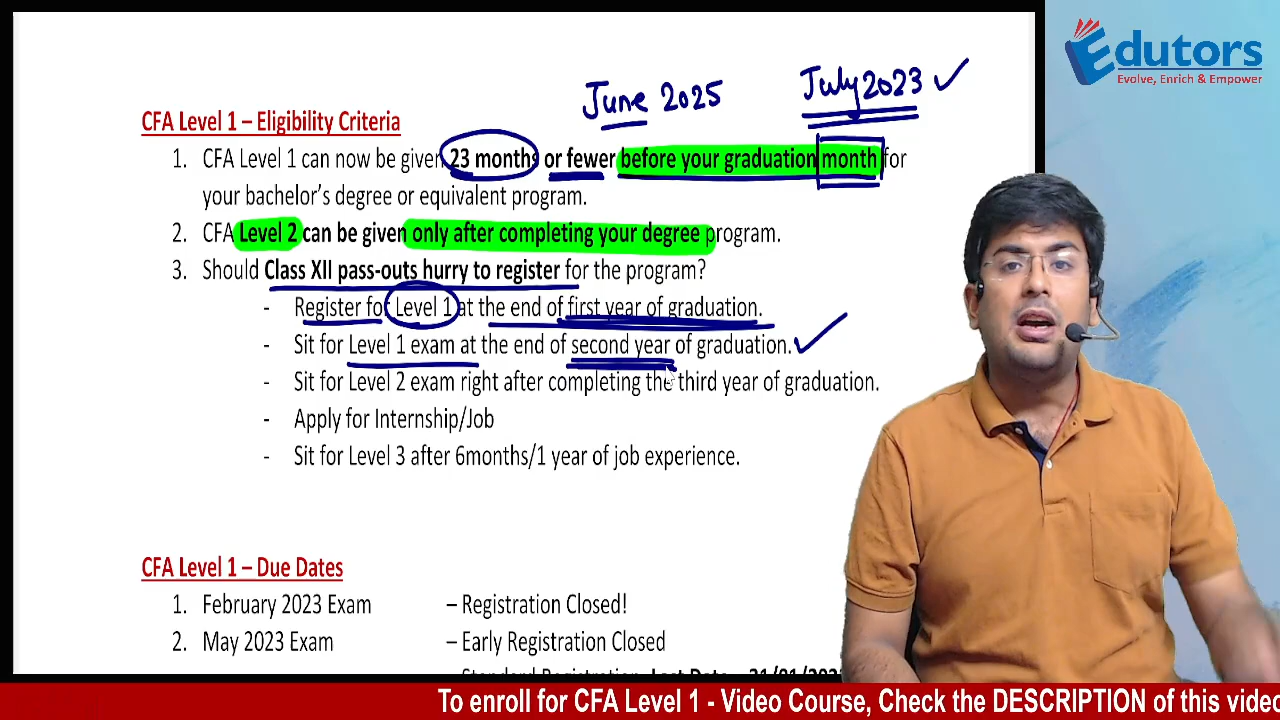 Edutors
Evolve, Enrich & Empower
June 2025
July 2023
CFA Level 1 – Eligibility Criteria
1. CFA Level 1 can now be given 23 months or fewer before your graduation month for
your bachelor's degree or equivalent program.
2. CFA Level 2 can be given only after completing your degree program.
3. Should Class XII pass-outs hurry to register for the program?
- Register for Level 1 at the end of first year of graduation.
- Sit for Level 1 exam at the end of second year of graduation.
- Sit for Level 2 exam right after completing the third year of graduation.
- Apply for Internship/Job
- Sit for Level 3 after 6months/1 year of job experience.
CFA Level 1 – Due Dates
1. February 2023 Exam – Registration Closed!
2. May 2023 Exam – Early Registration Closed
– Standard Registration Last Date – 31/01/202
To enroll for CFA Level 1 - Video Course, Check the DESCRIPTION of this video